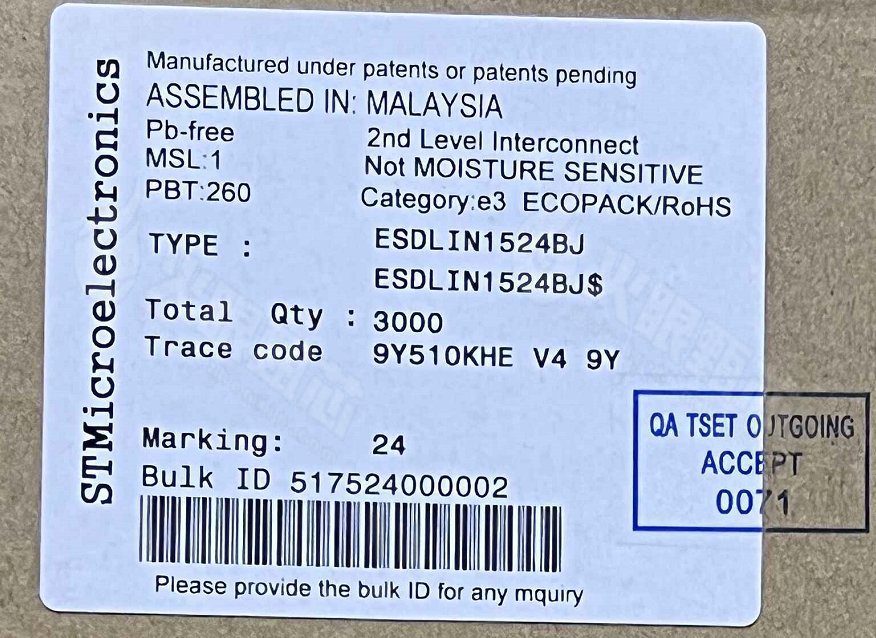 STMicroelectronics
Manufactured under patents or patents pending
ASSEMBLED IN: MALAYSIA
Pb-free 2nd Level Interconnect
MSL:1 Not MOISTURE SENSITIVE
PBT:260 Category:e3 ECOPACK/RoHS
TYPE : ESDLIN1524BJ
ESDLIN1524BJ$
Total Qty : 3000
Trace code 9Y510KHE V4 9Y
Marking: 24
Bulk ID 517524000002
Please provide the bulk ID for any mquiry
QA TSET OUTGOING
ACCEPT
0071